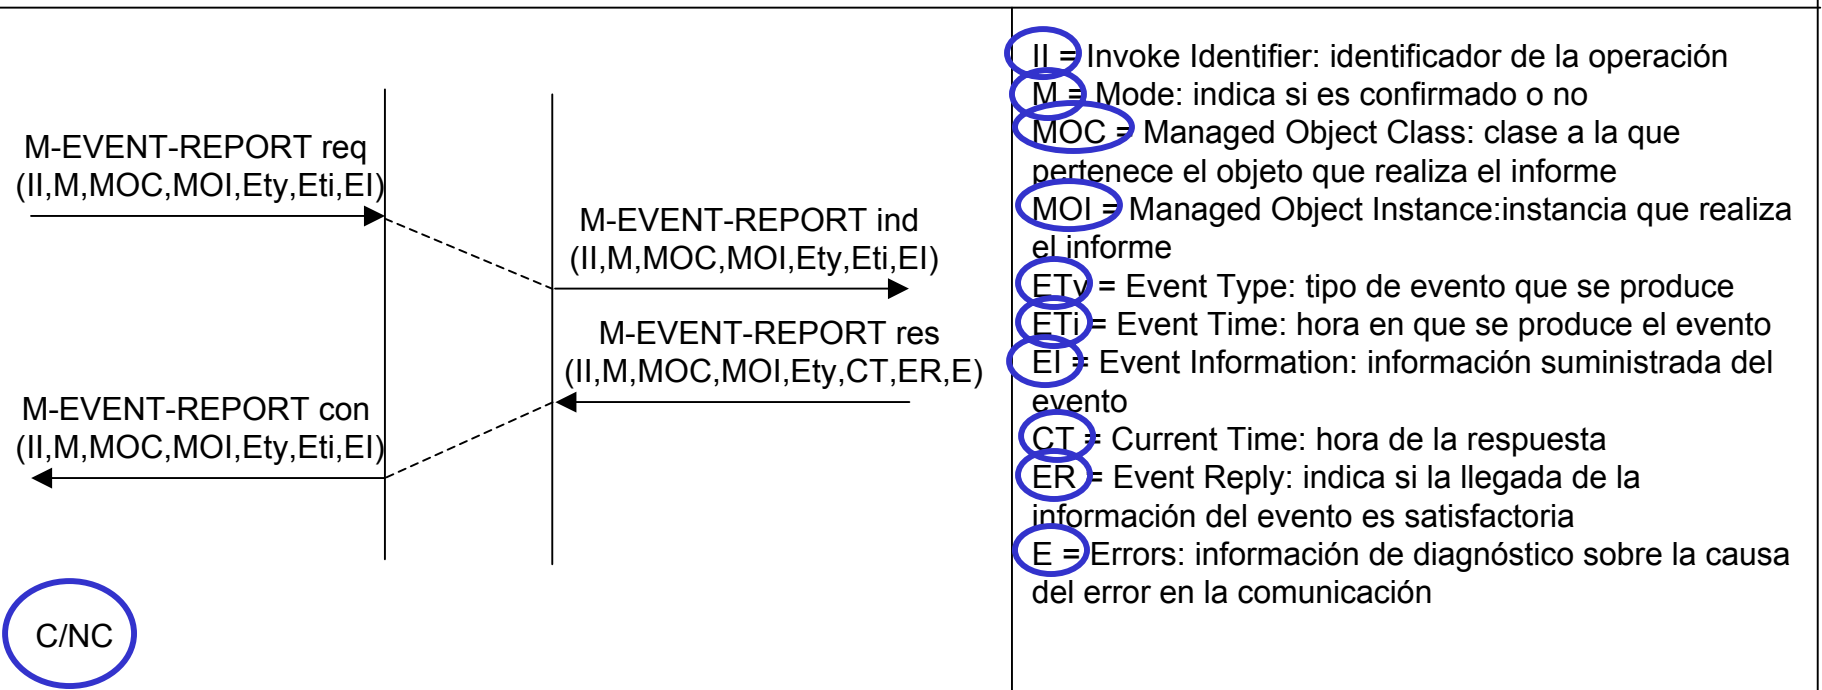 M-EVENT-REPORT req
(II,M,MOC,MOI,Ety,Eti,EI)
M-EVENT-REPORT ind
(II,M,MOC,MOI,Ety,Eti,EI)
M-EVENT-REPORT res
(II,M,MOC,MOI,Ety,CT,ER,E)
M-EVENT-REPORT con
(II,M,MOC,MOI,Ety,Eti,EI)
C/NC
II = Invoke Identifier: identificador de la operación
M = Mode: indica si es confirmado o no
MOC = Managed Object Class: clase a la que
pertenece el objeto que realiza el informe
MOI = Managed Object Instance:instancia que realiza
el informe
ETy = Event Type: tipo de evento que se produce
ETi = Event Time: hora en que se produce el evento
EI = Event Information: información suministrada del
evento
CT = Current Time: hora de la respuesta
ER = Event Reply: indica si la llegada de la
información del evento es satisfactoria
E = Errors: información de diagnóstico sobre la causa
del error en la comunicación